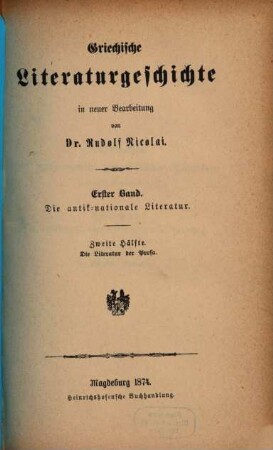 Griechische
Literaturgeschichte
in neuer Bearbeitung
von
Dr. Rudolf Nicolai.
Erster Band.
Die antik-nationale Literatur.
Zweite Hälfte.
Die Literatur der Prosa.
Magdeburg 1874.
Heinrichshofensche Buchhandlung.